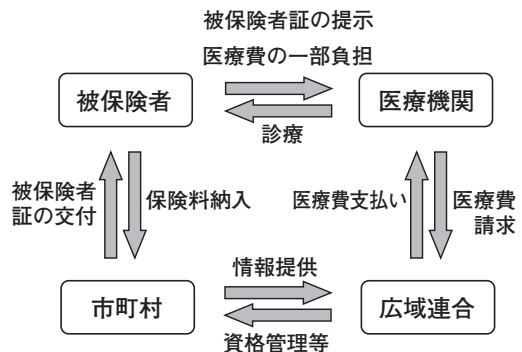 被保険者証の提示
医療費の一部負担
被保険者
医療機関
診療
被保険者
証の交付
保険料納入
医療費支払い
医療費
請求
情報提供
市町村
広域連合
資格管理等